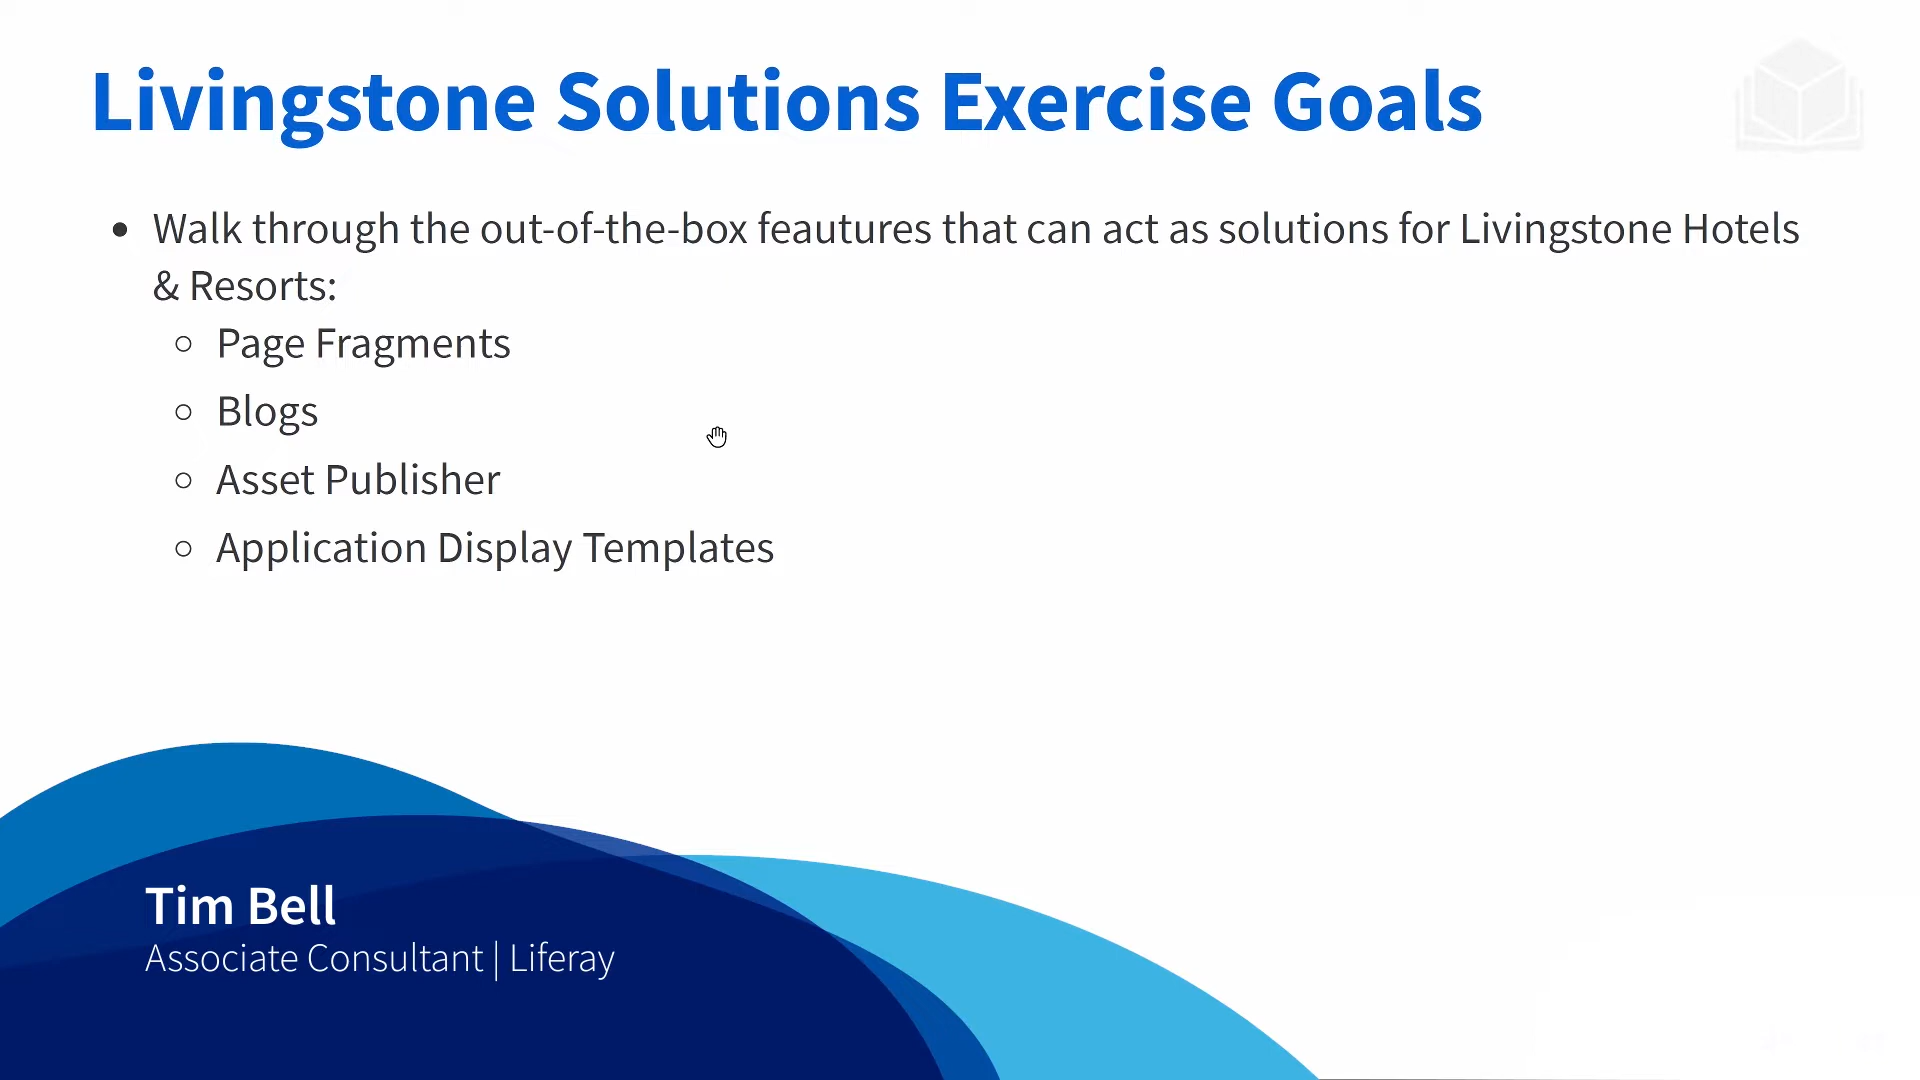 Livingstone Solutions Exercise Goals
• Walk through the out-of-the-box feautures that can act as solutions for Livingstone Hotels
& Resorts:
○ Page Fragments
○ Blogs
○ Asset Publisher
○ Application Display Templates
Tim Bell
Associate Consultant | Liferay